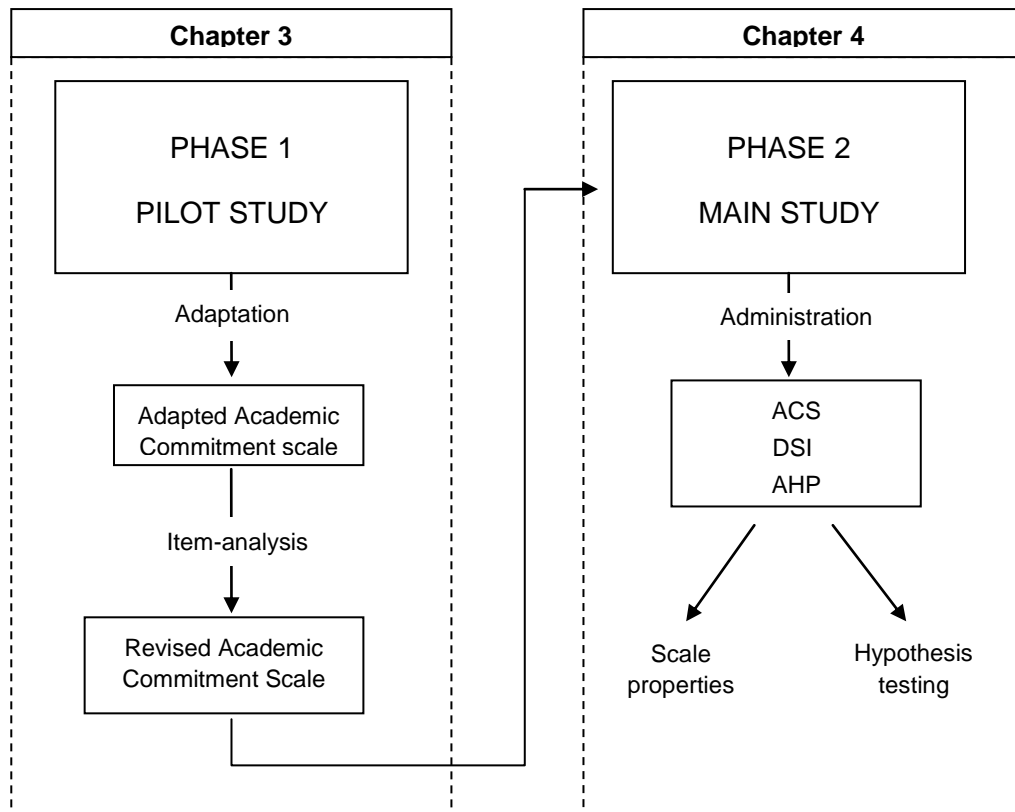 Chapter 3
PHASE 1
PILOT STUDY
Adaptation
Adapted Academic
Commitment scale
Item-analysis
Revised Academic
Commitment Scale
Chapter 4
PHASE 2
MAIN STUDY
Administration
ACS
DSI
AHP
Scale
properties
Hypothesis
testing